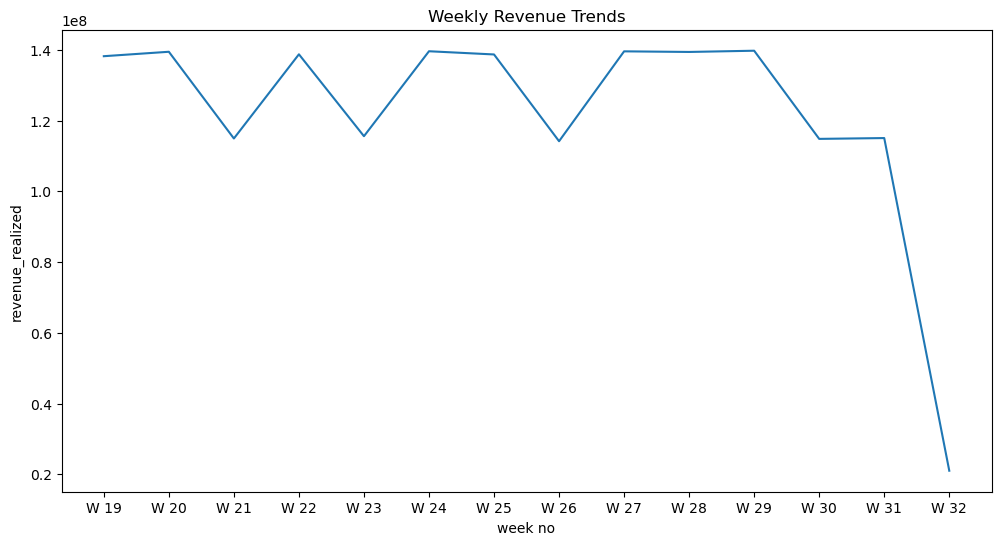 Weekly Revenue Trends
1e8
1.4
1.2
1.0
0.8
0.6
0.4
0.2
revenue_realized
W 19 W 20 W 21 W 22 W 23 W 24 W 25 W 26 W 27 W 28 W 29 W 30 W 31 W 32
week no